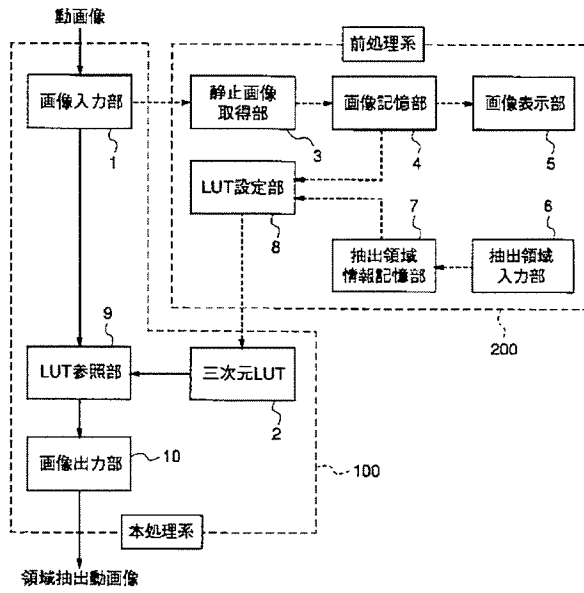 動画像
前処理系
画像入力部
1
静止画像
取得部
3
画像記憶部
4
画像表示部
5
LUT設定部
8
7
抽出領域
情報記憶部
6
抽出領域
入力部
200
9
LUT参照部
三次元LUT
2
画像出力部
10
100
本処理系
領域抽出動画像